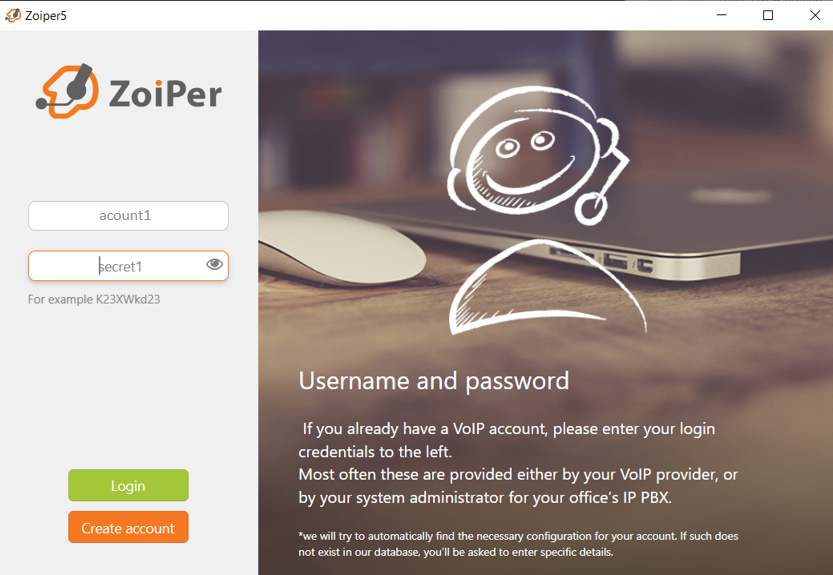 Zoiper5
ZoiPer
acount1
secret1
For example K23XWkd23
Login
Create account
Username and password
If you already have a VoIP account, please enter your login
credentials to the left.
Most often these are provided either by your VoIP provider, or
by your system administrator for your office's IP PBX.
*we will try to automatically find the necessary configuration for your account. If such does
not exist in our database, you'll be asked to enter specific details.